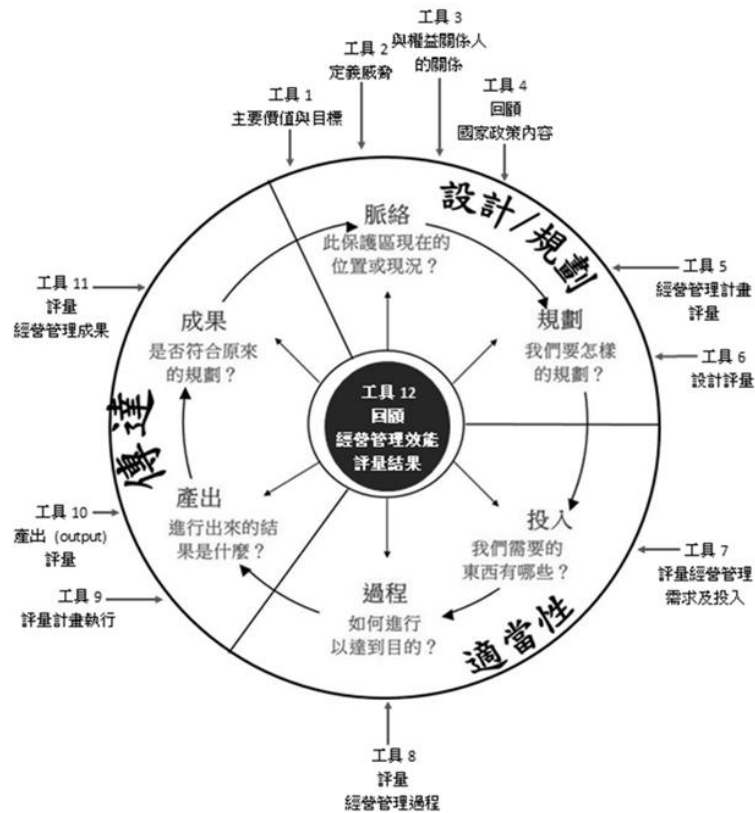 工具 1
主要價值與目標
工具 2
定義威脅
工具 3
與權益關係人
的關係
工具 4
回顧
國家政策內容
設計/規劃
脈絡
此保護區現在的
位置或現況？
工具 5
經營管理計畫
評量
規劃
我們要怎樣
的規劃？
工具 6
設計評量
工具 11
評量
經營管理成果
成果
是否符合原來
的規劃？
工具 12
回顧
經營管理效能
評量結果
傳達
產出
進行出來的結
果是什麼？
投入
我們需要的
東西有哪些？
工具 7
評量經營管理
需求及投入
工具 10
產出 (output)
評量
工具 9
評量計畫執行
過程
如何進行
以達到目的？
適當性
工具 8
評量
經營管理過程